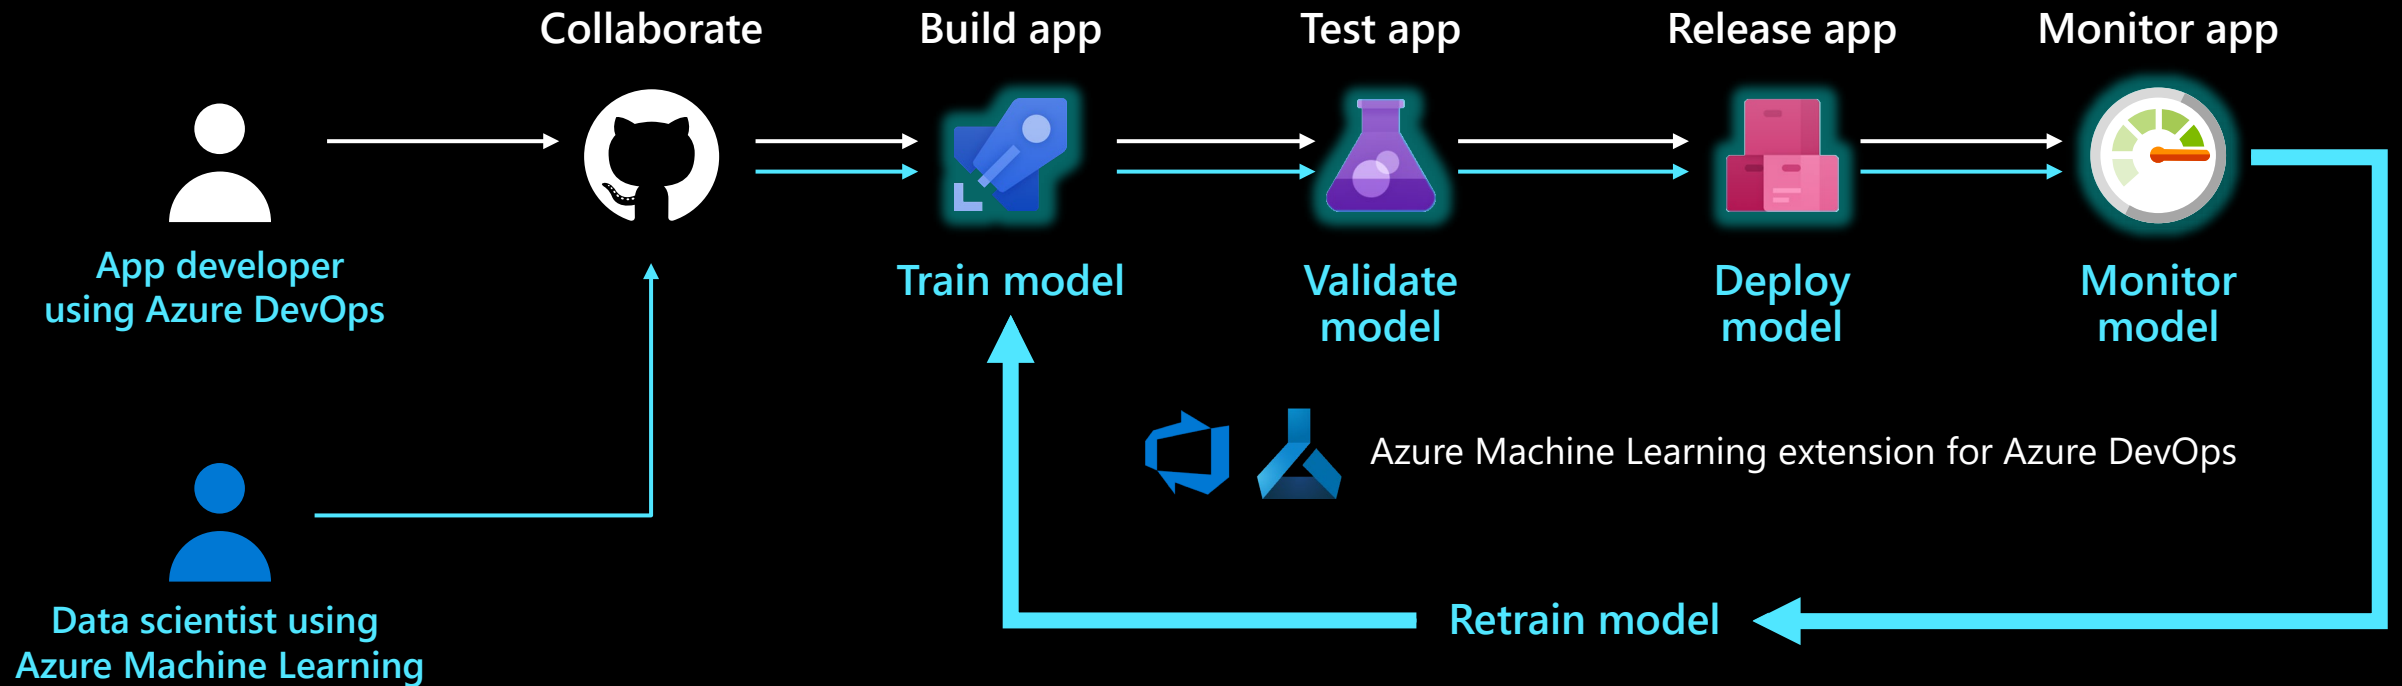 Collaborate
Build app
Test app
Release app
Monitor app
App developer
using Azure DevOps
Train model
Validate
model
Deploy
model
Monitor
model
Azure Machine Learning extension for Azure DevOps
Data scientist using
Azure Machine Learning
Retrain model